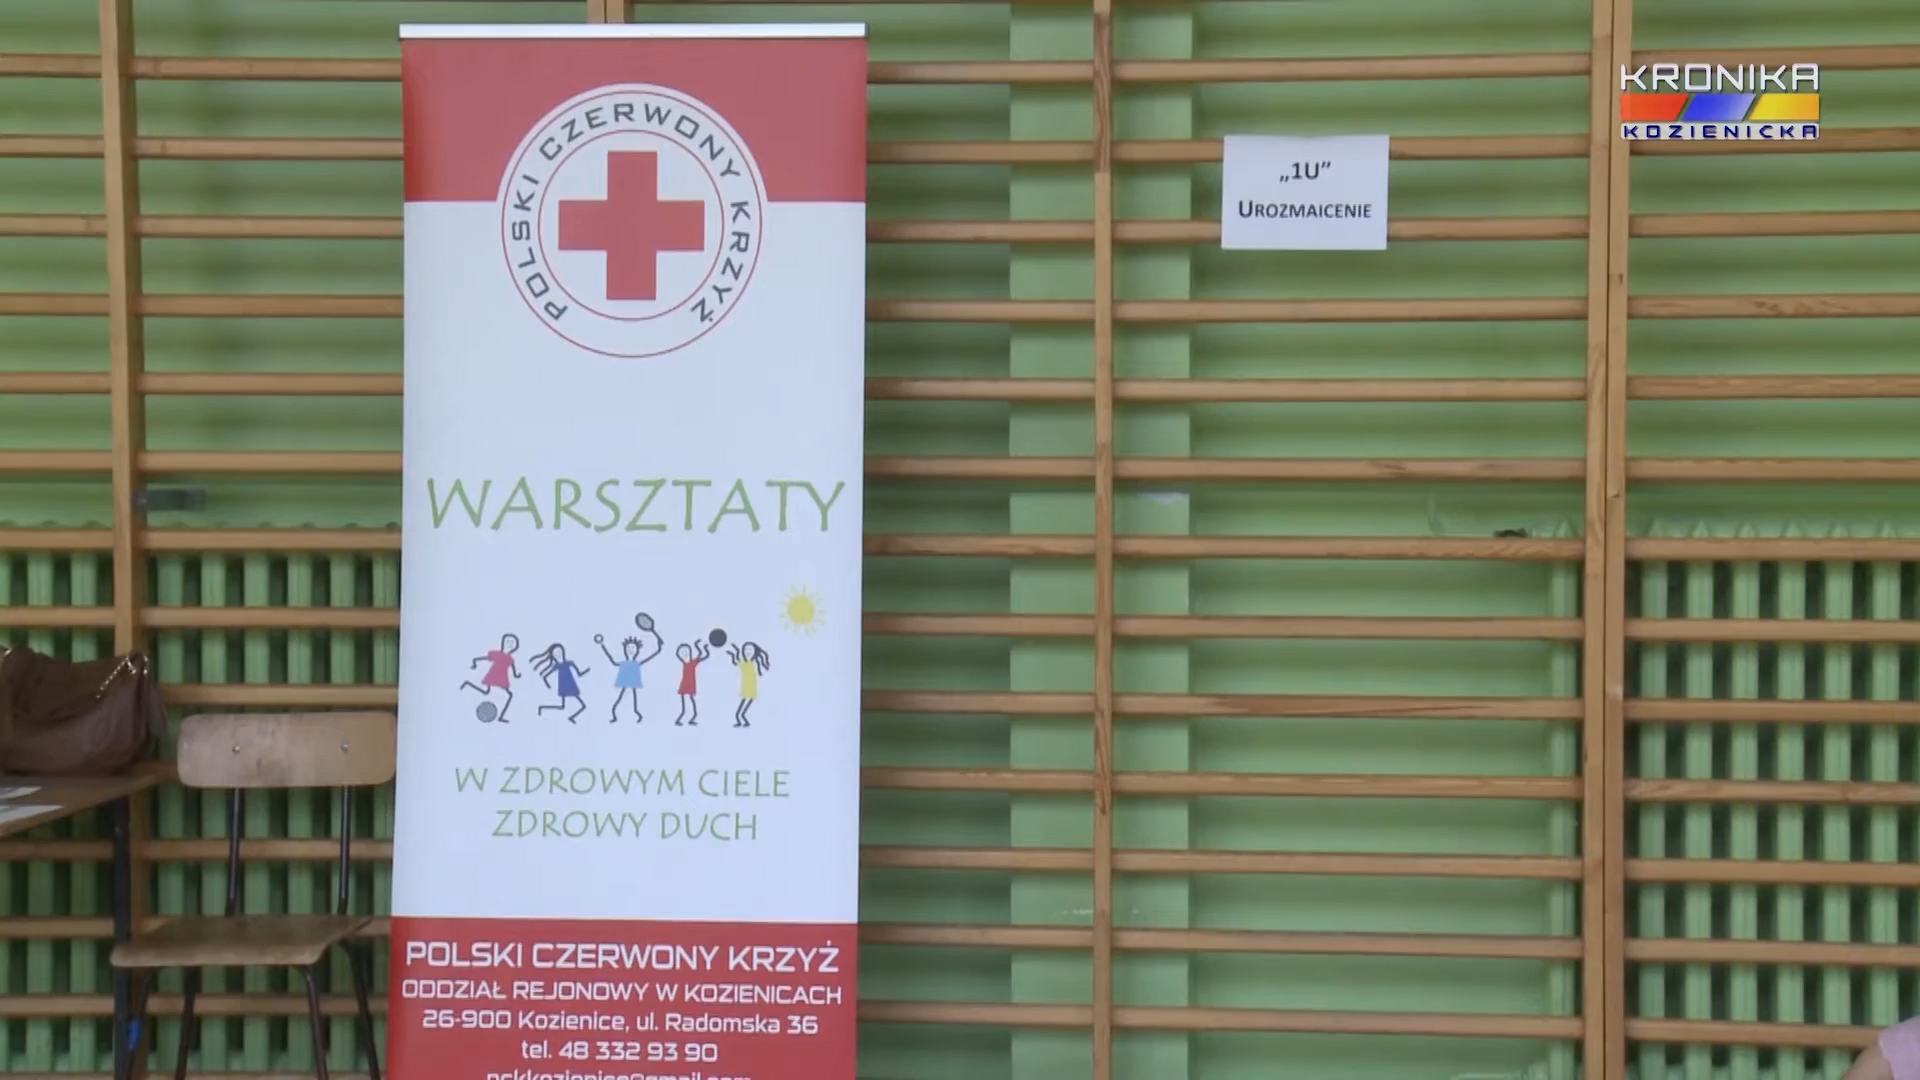 POLSKI CZERWONY KRZYŻ
WARSZTATY
W ZDROWYM CIELE
ZDROWY DUCH
POLSKI CZERWONY KRZYŻ
ODDZIAŁ REJONOWY W KOZIENICACH
26-900 Kozienice, ul. Radomska 36
tel. 48 332 93 90
„1U”
UROZMAICENIE
KRONIKA
KOZIENICKA